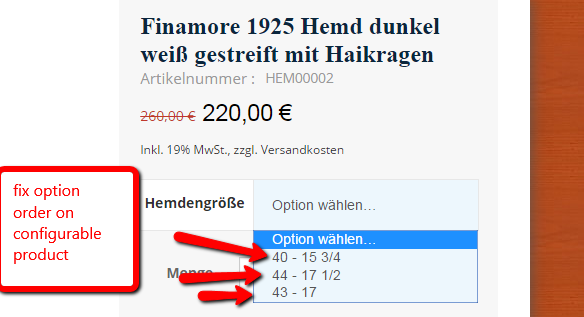 Finamore 1925 Hemd dunkel
weiß gestreift mit Haikragen
Artikelnummer : HEM00002
260,00 € 220,00 €
Inkl. 19% MwSt., zzgl. Versandkosten
fix option
order on
configurable
product
Hemdengröße
Option wählen...
Option wählen...
40 - 15 3/4
44 - 17 1/2
43 - 17
Menge